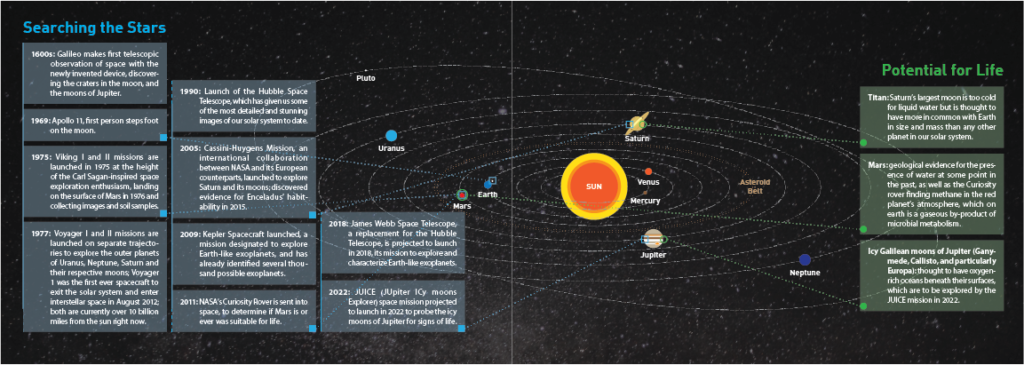 Searching the Stars
1600s: Galileo makes first telescopic
observation of space with the
newly invented device, discover-
ing the craters in the moon, and
the moons of Jupiter.
1969: Apollo 11, first person steps foot
on the moon.
1975: Viking I and II missions are
launched in 1975 at the height
of the Carl Sagan-inspired space
exploration enthusiasm, landing
on the surface of Mars in 1976 and
collecting images and soil samples.
1977: Voyager I and II missions are
launched on separate trajecto-
ries to explore the outer planets
of Uranus, Neptune, Saturn and
their respective moons; Voyager
1 was the first ever spacecraft to
exit the solar system and enter
interstellar space in August 2012;
both are currently over 10 billion
miles from the sun right now.
1990: Launch of the Hubble Space
Telescope, which has given us some
of the most detailed and stunning
images of our solar system to date.
2005: Cassini-Huygens Mission, an
international collaboration
between NASA and its European
counterparts, launched to explore
Saturn and its moons; discovered
evidence for Enceladus' habit-
ability in 2015.
2009: Kepler Spacecraft launched, a
mission designated to explore
Earth-like exoplanets, and has
already identified several thou
sand possible exoplanets.
2011: NASA's Curiosity Rover is sent into
space, to determine if Mars is or
ever was suitable for life.
2018: James Webb Space Telescope,
a replacement for the Hubble
Telescope, is projected to launch
in 2018, its mission to explore and
characterize Earth-like exoplanets.
2022: JUICE (JUpiter ICy moons
Explorer) space mission projected
to launch in 2022 to probe the icy
moons of Jupiter for signs of life.
Pluto
Uranus
Saturn
SUN
Venus
Mercury
Earth
Mars
Asteroid
Belt
Jupiter
Neptune
Potential for Life
Titan: Saturn's largest moon is too cold
for liquid water but is thought to
have more in common with Earth
in size and mass than any other
planet in our solar system.
Mars: geological evidence for the pres-
ence of water at some point in
the past, as well as the Curiosity
rover finding methane in the red
planet's atmosphere, which on
earth is a gaseous by-product of
microbial metabolism.
Icy Galilean moons of Jupiter (Gany-
mede, Callisto, and particularly
Europa): thought to have oxygen-
rich oceans beneath their surfaces,
which are to be explored by the
JUICE mission in 2022.